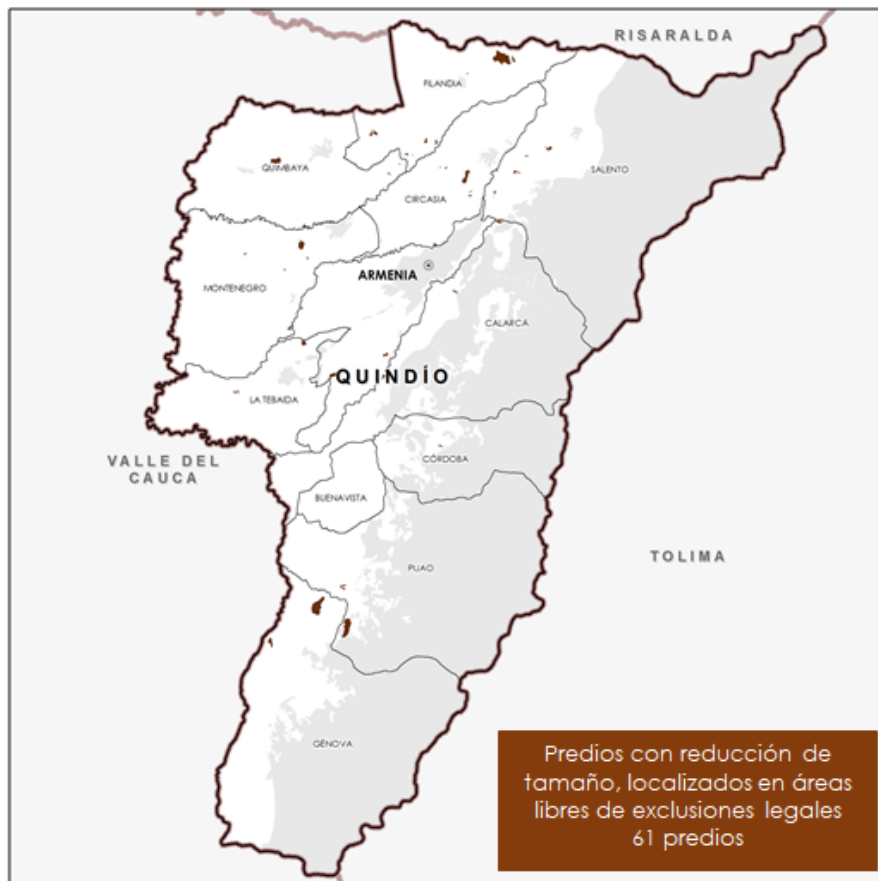 RISARALDA
FILANDIA
QUIMBAYA
SALENTO
CIRCASIA
ARMENIA
MONTENEGRO
CALARCÁ
QUINDÍO
LA TEBAIDA
VALLE DEL
CAUCA
CÓRDOBA
BUENAVISTA
TOLIMA
PIJAO
GÉNOVA
Predios con reducción de
tamaño, localizados en áreas
libres de exclusiones legales
61 predios